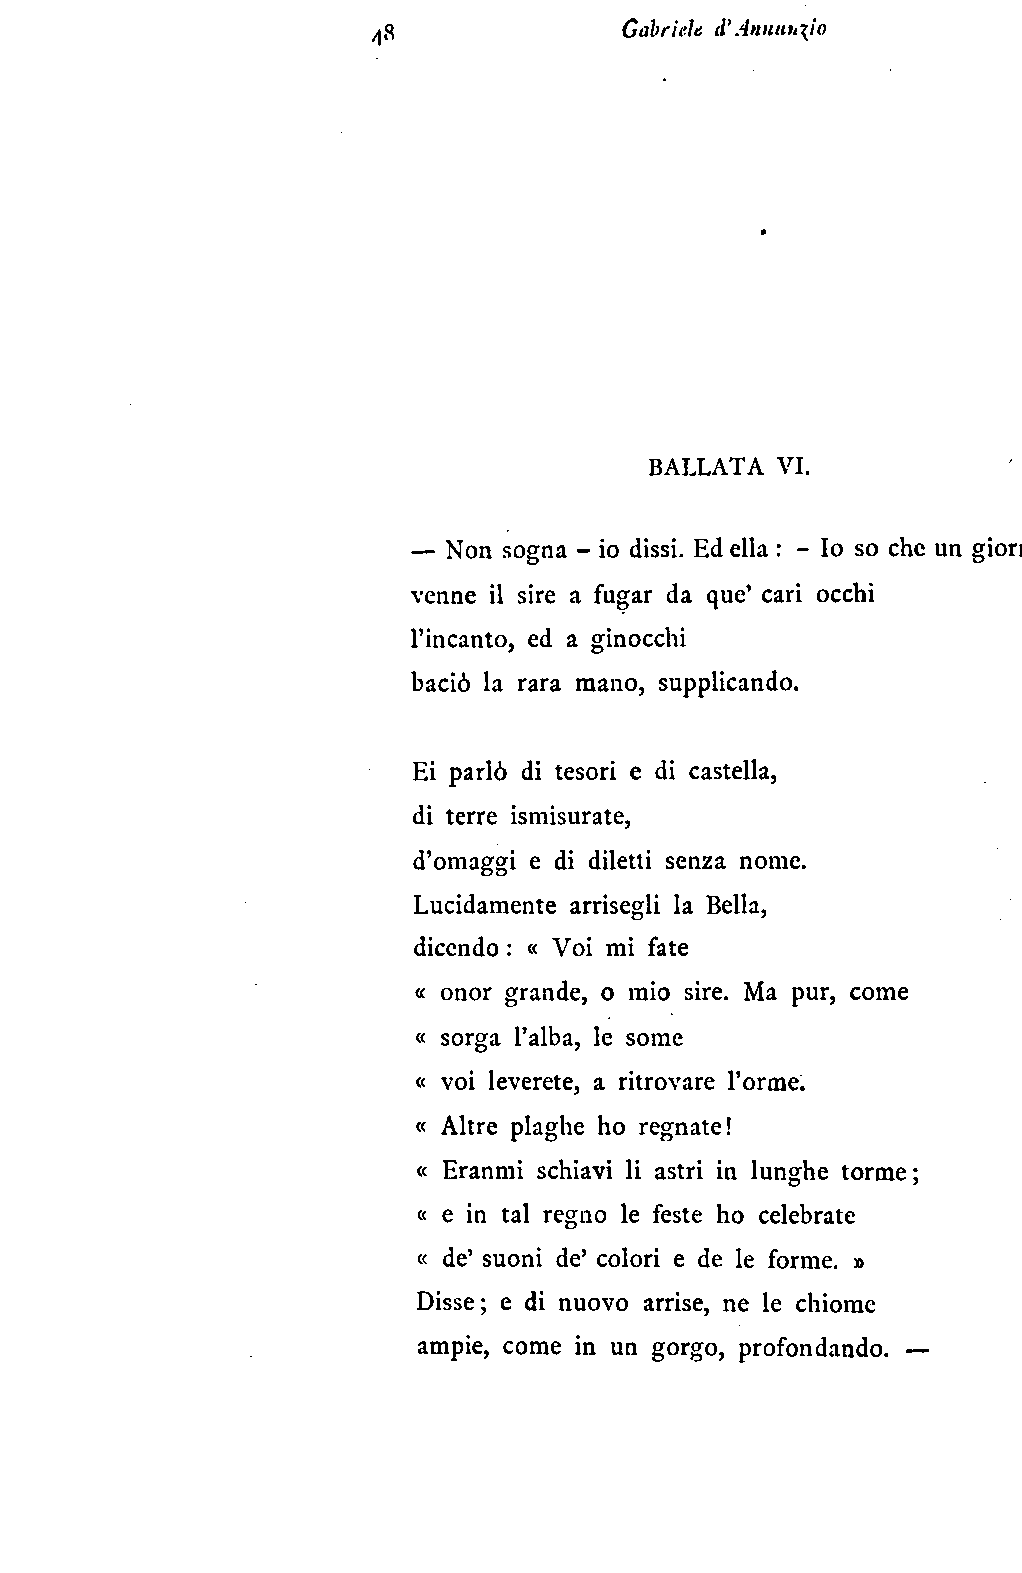 48 Gabriele d'Annunzio
BALLATA VI.
— Non sogna – io dissi. Ed ella : – Io so che un
venne il sire a fugar da que' cari occhi
l'incanto, ed a ginocchi
baciò la rara mano, supplicando.
Ei parlò di tesori e di castella,
di terre ismisurate,
d'omaggi e di diletti senza nome.
Lucidamente arrisegli la Bella,
dicendo : « Voi mi fate
« onor grande, o mio sire. Ma pur, come
« sorga l'alba, le some
« voi leverete, a ritrovare l'orme.
« Altre plaghe ho regnate!
« Eranmi schiavi li astri in lunghe torme ;
« e in tal regno le feste ho celebrate
« de' suoni de' colori e de le forme. »
Disse ; e di nuovo arrise, ne le chiome
ampie, come in un gorgo, profondando. —